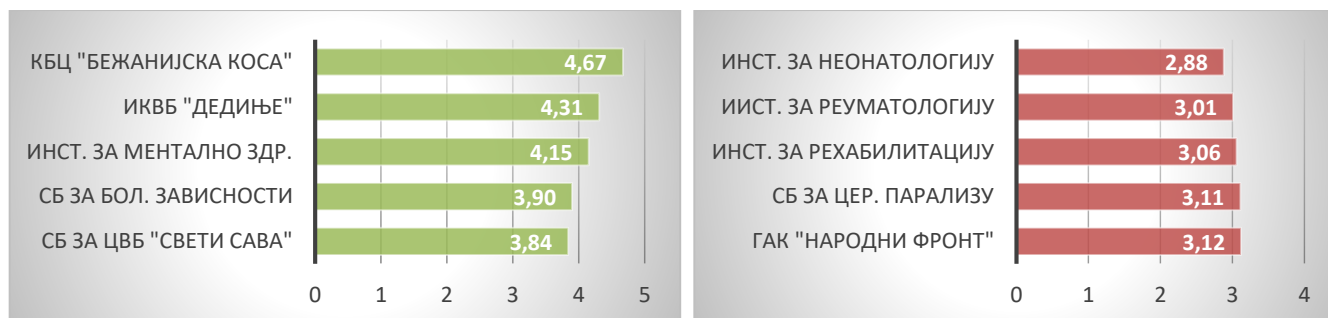 КБЦ "БЕЖАНИЈСКА КОСА" 4,67
ИКВБ "ДЕДИЊЕ" 4,31
ИНСТ. ЗА МЕНТАЛНО ЗДР. 4,15
СБ ЗА БОЛ. ЗАВИСНОСТИ 3,90
СБ ЗА ЦВБ "СВЕТИ САВА" 3,84
0 1 2 3 4 5
ИНСТ. ЗА НЕОНАТОЛОГИЈУ 2,88
ИИСТ. ЗА РЕУМАТОЛОГИЈУ 3,01
ИНСТ. ЗА РЕХАБИЛИТАЦИЈУ 3,06
СБ ЗА ЦЕР. ПАРАЛИЗУ 3,11
ГАК "НАРОДНИ ФРОНТ" 3,12
0 1 2 3 4